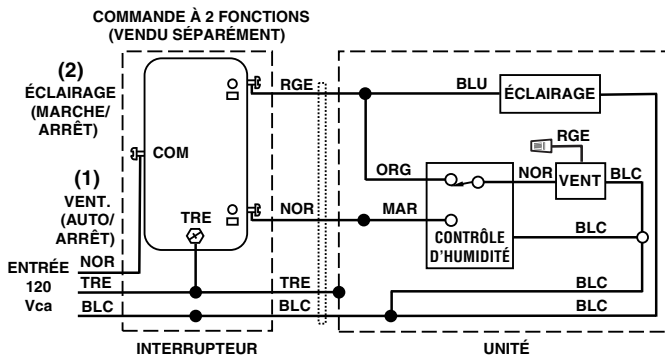 COMMANDE À 2 FONCTIONS
(VENDU SÉPARÉMENT)
(2)
ÉCLAIRAGE
(MARCHE/
ARRÊT)
RGE
BLU
ÉCLAIRAGE
COM
RGE
(1)
VENT.
(AUTO/
ARRÊT)
ORG
NOR
VENT
BLC
TRE
NOR
MAR
CONTRÔLE
D'HUMIDITÉ
BLC
ENTRÉE
120
Vca
NOR
TRE
TRE
BLC
BLC
BLC
BLC
INTERRUPTEUR
UNITÉ